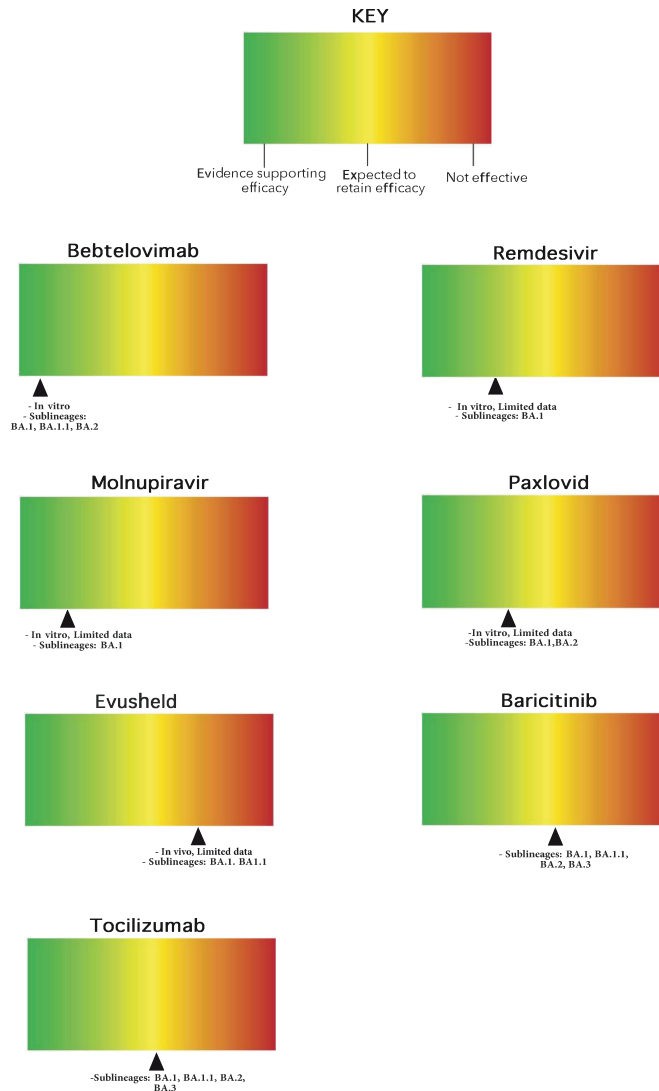 KEY
Evidence supporting
efficacy
Expected to
retain efficacy
Not effective
Bebtelovimab
- In vitro
- Sublineages:
BA.1, BA.1.1, BA.2
Remdesivir
- In vitro, Limited data
- Sublineages: BA.1
Molnupiravir
- In vitro, Limited data
- Sublineages: BA.1
Paxlovid
-In vitro, Limited data
-Sublineages: BA.1,BA.2
Evusheld
- In vivo, Limited data
- Sublineages: BA.1. BA1.1
Baricitinib
- Sublineages: BA.1, BA.1.1,
BA.2, BA.3
Tocilizumab
-Sublineages: BA.1, BA.1.1, BA.2,
BA.3